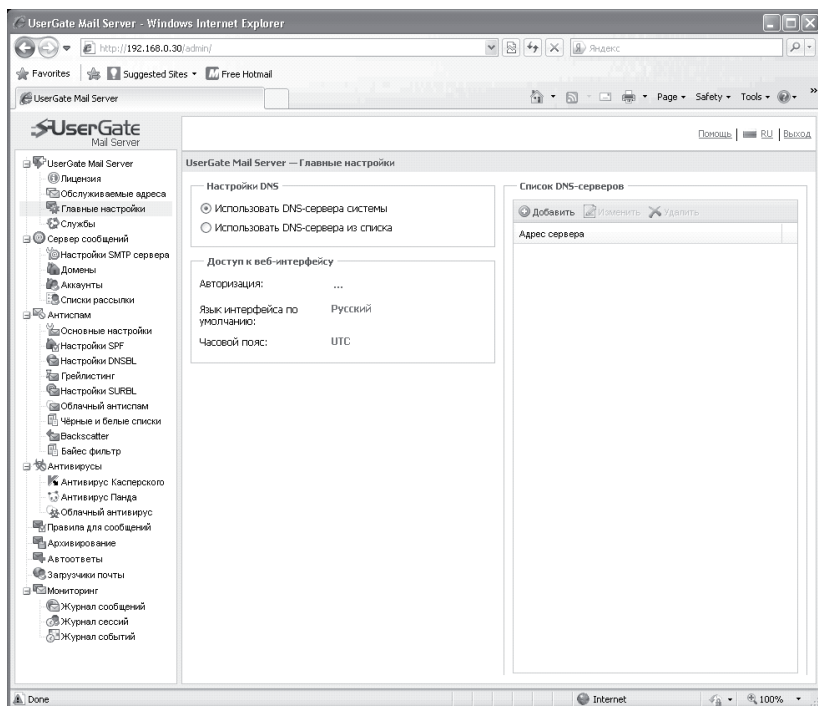 UserGate Mail Server - Windows Internet Explorer
http://192.168.0.30/admin/
Яндекс
Favorites
Suggested Sites
Free Hotmail
UserGate Mail Server
Page
Safety
Tools
»
UserGate
Mail Server
Помощь
RU
Выход
UserGate Mail Server
Лицензия
Обслуживаемые адреса
Главные настройки
Службы
Сервер сообщений
Настройки SMTP сервера
Домены
Аккаунты
Списки рассылки
Антиспам
Основные настройки
Настройки SPF
Настройки DNSBL
Грейлистинг
Настройки SURBL
Облачный антиспам
Чёрные и белые списки
Backscatter
Байес фильтр
Антивирусы
Антивирус Касперского
Антивирус Панда
Облачный антивирус
Правила для сообщений
Архивирование
Автоответы
Загрузчики почты
Мониторинг
Журнал сообщений
Журнал сессий
Журнал событий
UserGate Mail Server — Главные настройки
Настройки DNS
Использовать DNS-сервера системы
Использовать DNS-сервера из списка
Доступ к веб-интерфейсу
Авторизация: ...
Язык интерфейса по умолчанию: Русский
Часовой пояс: UTC
Список DNS-серверов
Добавить
Изменить
Удалить
Адрес сервера
Done
Internet
100%